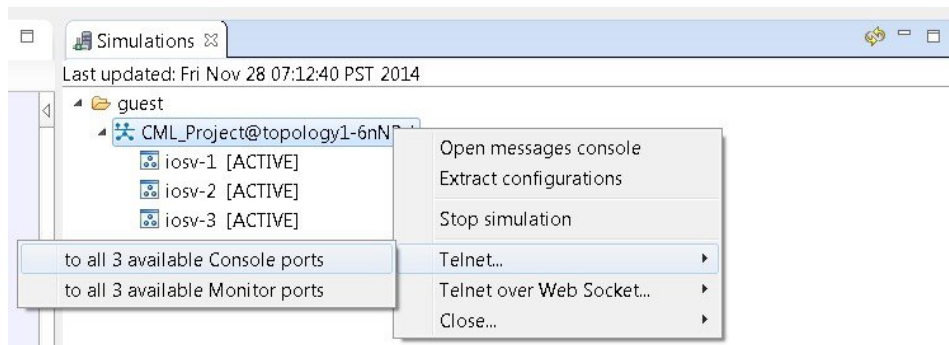 Simulations
Last updated: Fri Nov 28 07:12:40 PST 2014
guest
CML_Project@topology1-6nN
iosv-1 [ACTIVE]
iosv-2 [ACTIVE]
iosv-3 [ACTIVE]
Open messages console
Extract configurations
Stop simulation
Telnet...
Telnet over Web Socket...
Close...
to all 3 available Console ports
to all 3 available Monitor ports